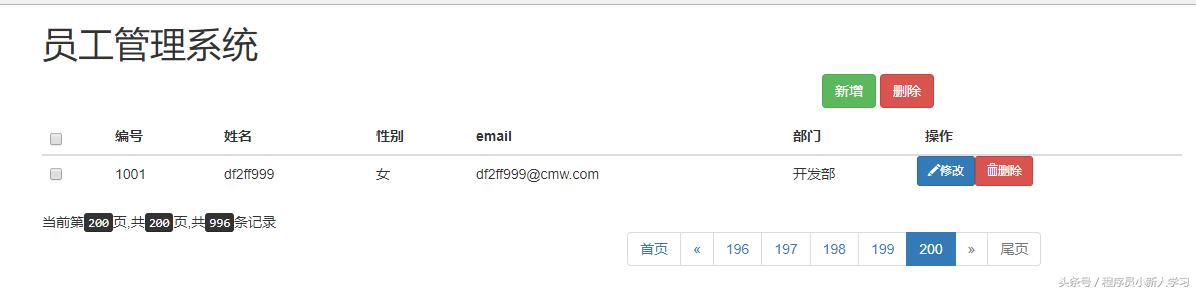 员工管理系统
新增 删除
编号 姓名 性别 email 部门 操作
1001 df2ff999 女 df2ff999@cmw.com 开发部 修改 删除
当前第200页,共200页,共996条记录
首页 « 196 197 198 199 200 » 尾页
头条号 / 程序员小新人学习